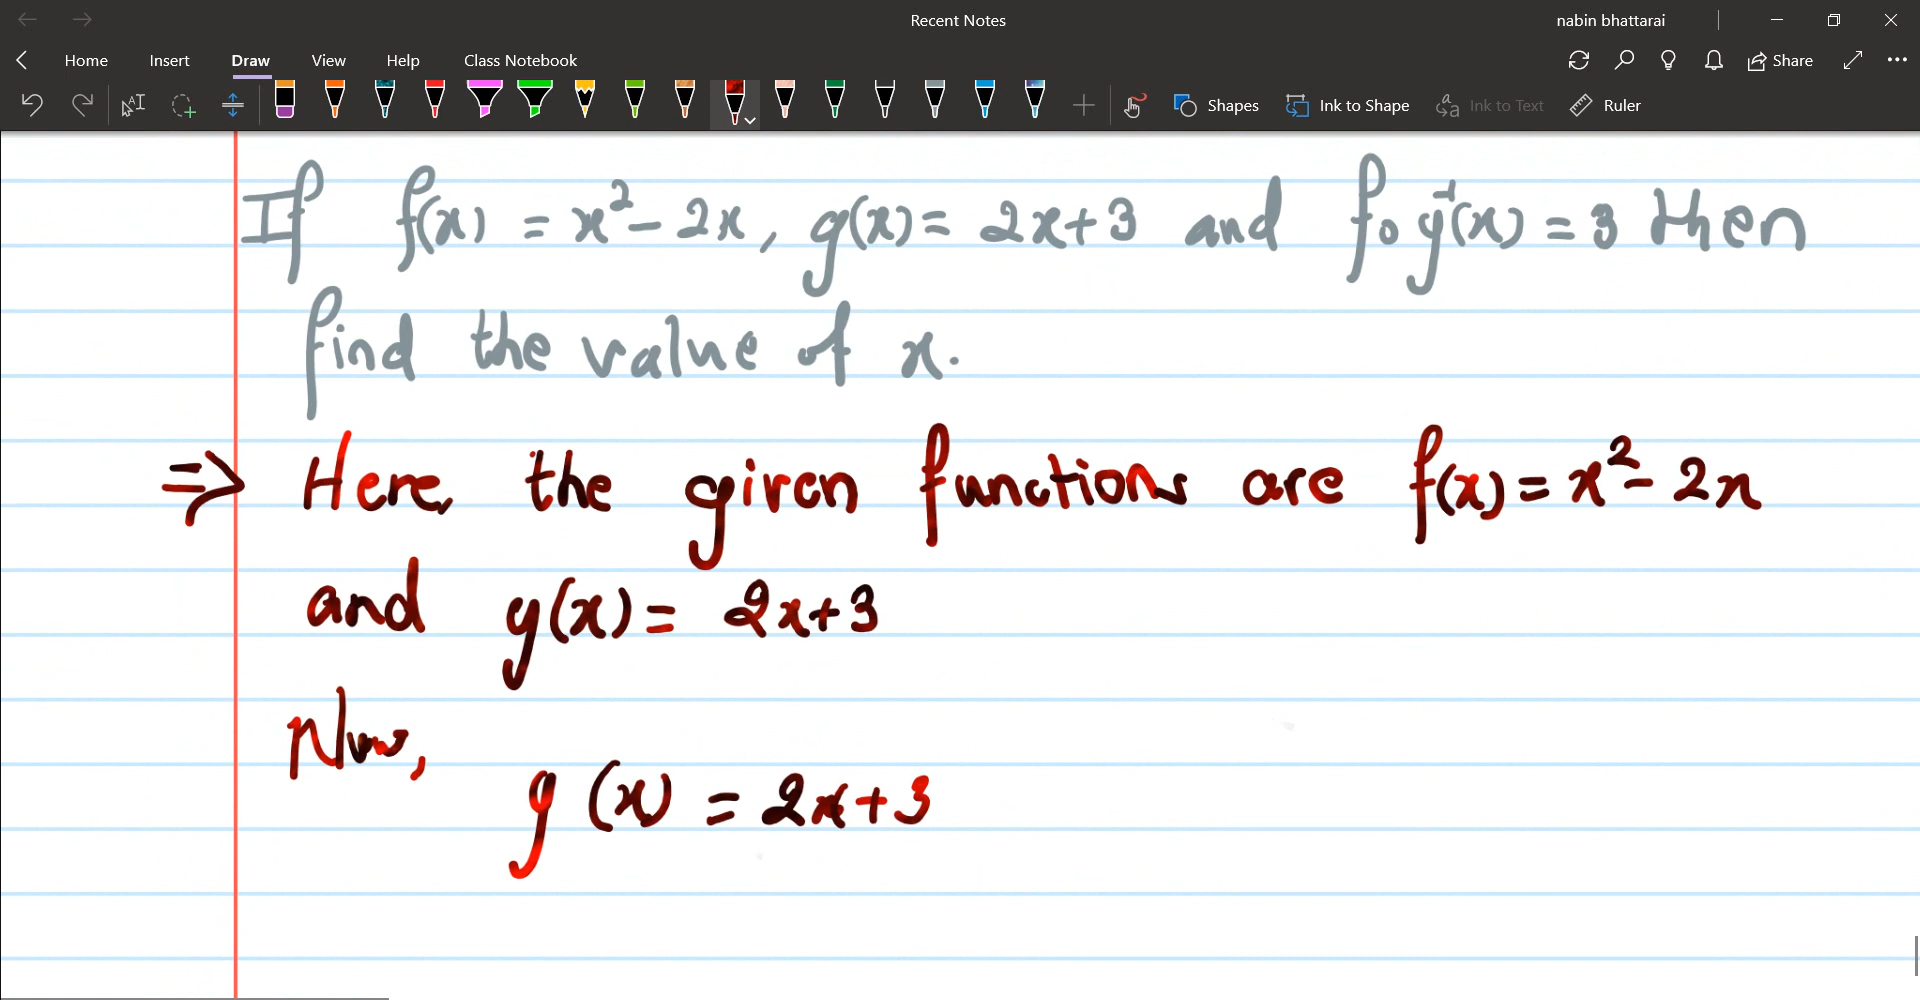 Recent Notes
nabin bhattarai
Home Insert Draw View Help Class Notebook Share
Shapes Ink to Shape Ink to Text Ruler
If f(x) = x²- 2x, g(x)= 2x+3 and fog⁻¹(x) = 3 then
find the value of x.
⇒ Here, the given functions are f(x) = x²- 2x
and g(x) = 2x+3
Now,
g (x) = 2x+3